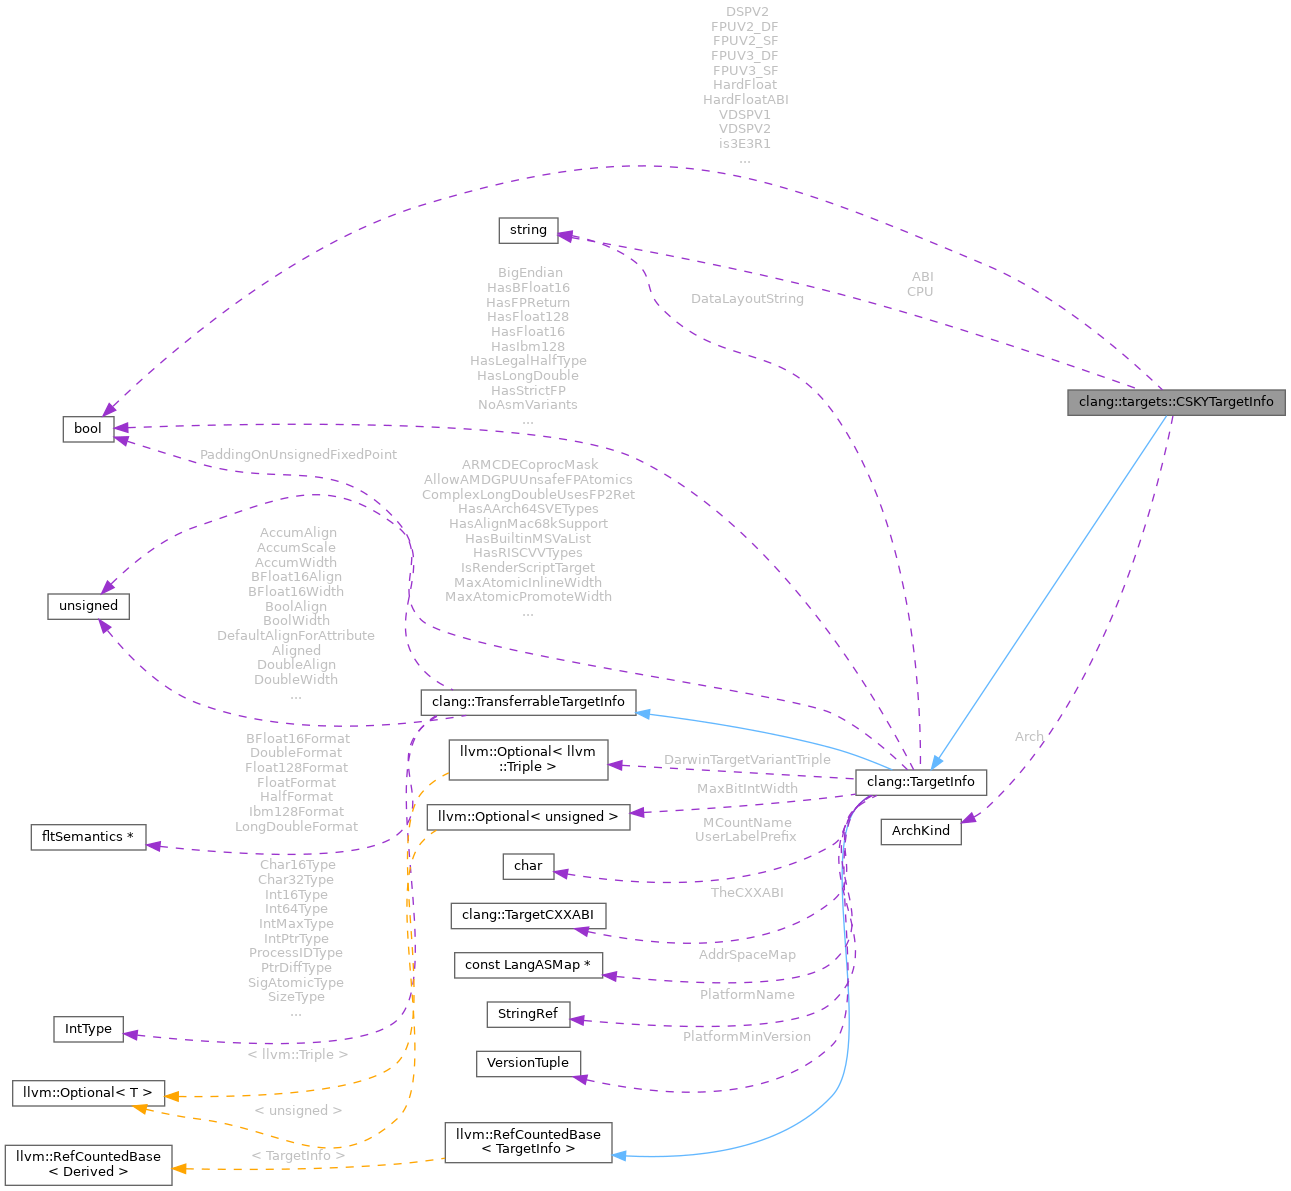 DSPV2
FPUV2_DF
FPUV2_SF
FPUV3_DF
FPUV3_SF
HardFloat
HardFloatABI
VDSPV1
VDSPV2
is3E3R1
...
string
ABI
CPU
BigEndian
HasBFloat16
HasFPReturn
HasFloat128
HasFloat16
HasIbm128
HasLegalHalfType
HasLongDouble
HasStrictFP
NoAsmVariants
...
DataLayoutString
clang::targets::CSKYTargetInfo
bool
PaddingOnUnsignedFixedPoint
ARMCDECoprocMask
AllowAMDGPUUnsafeFPAtomics
ComplexLongDoubleUsesFP2Ret
HasAArch64SVETypes
HasAlignMac68kSupport
HasBuiltinMSVaList
HasRISCVVTypes
IsRenderScriptTarget
MaxAtomicInlineWidth
MaxAtomicPromoteWidth
...
AccumAlign
AccumScale
AccumWidth
BFloat16Align
BFloat16Width
BoolAlign
BoolWidth
DefaultAlignForAttribute
Aligned
DoubleAlign
DoubleWidth
...
unsigned
clang::TransferrableTargetInfo
BFloat16Format
DoubleFormat
Float128Format
FloatFormat
HalfFormat
Ibm128Format
LongDoubleFormat
llvm::Optional< llvm
::Triple >
DarwinTargetVariantTriple
Arch
clang::TargetInfo
MaxBitIntWidth
llvm::Optional< unsigned >
MCountName
UserLabelPrefix
ArchKind
fltSemantics *
char
Char16Type
Char32Type
Int16Type
Int64Type
IntMaxType
IntPtrType
ProcessIDType
PtrDiffType
SigAtomicType
SizeType
...
TheCXXABI
clang::TargetCXXABI
AddrSpaceMap
const LangASMap *
PlatformName
StringRef
IntType
PlatformMinVersion
VersionTuple
< llvm::Triple >
llvm::Optional< T >
< unsigned >
llvm::RefCountedBase
< TargetInfo >
< TargetInfo >
llvm::RefCountedBase
< Derived >